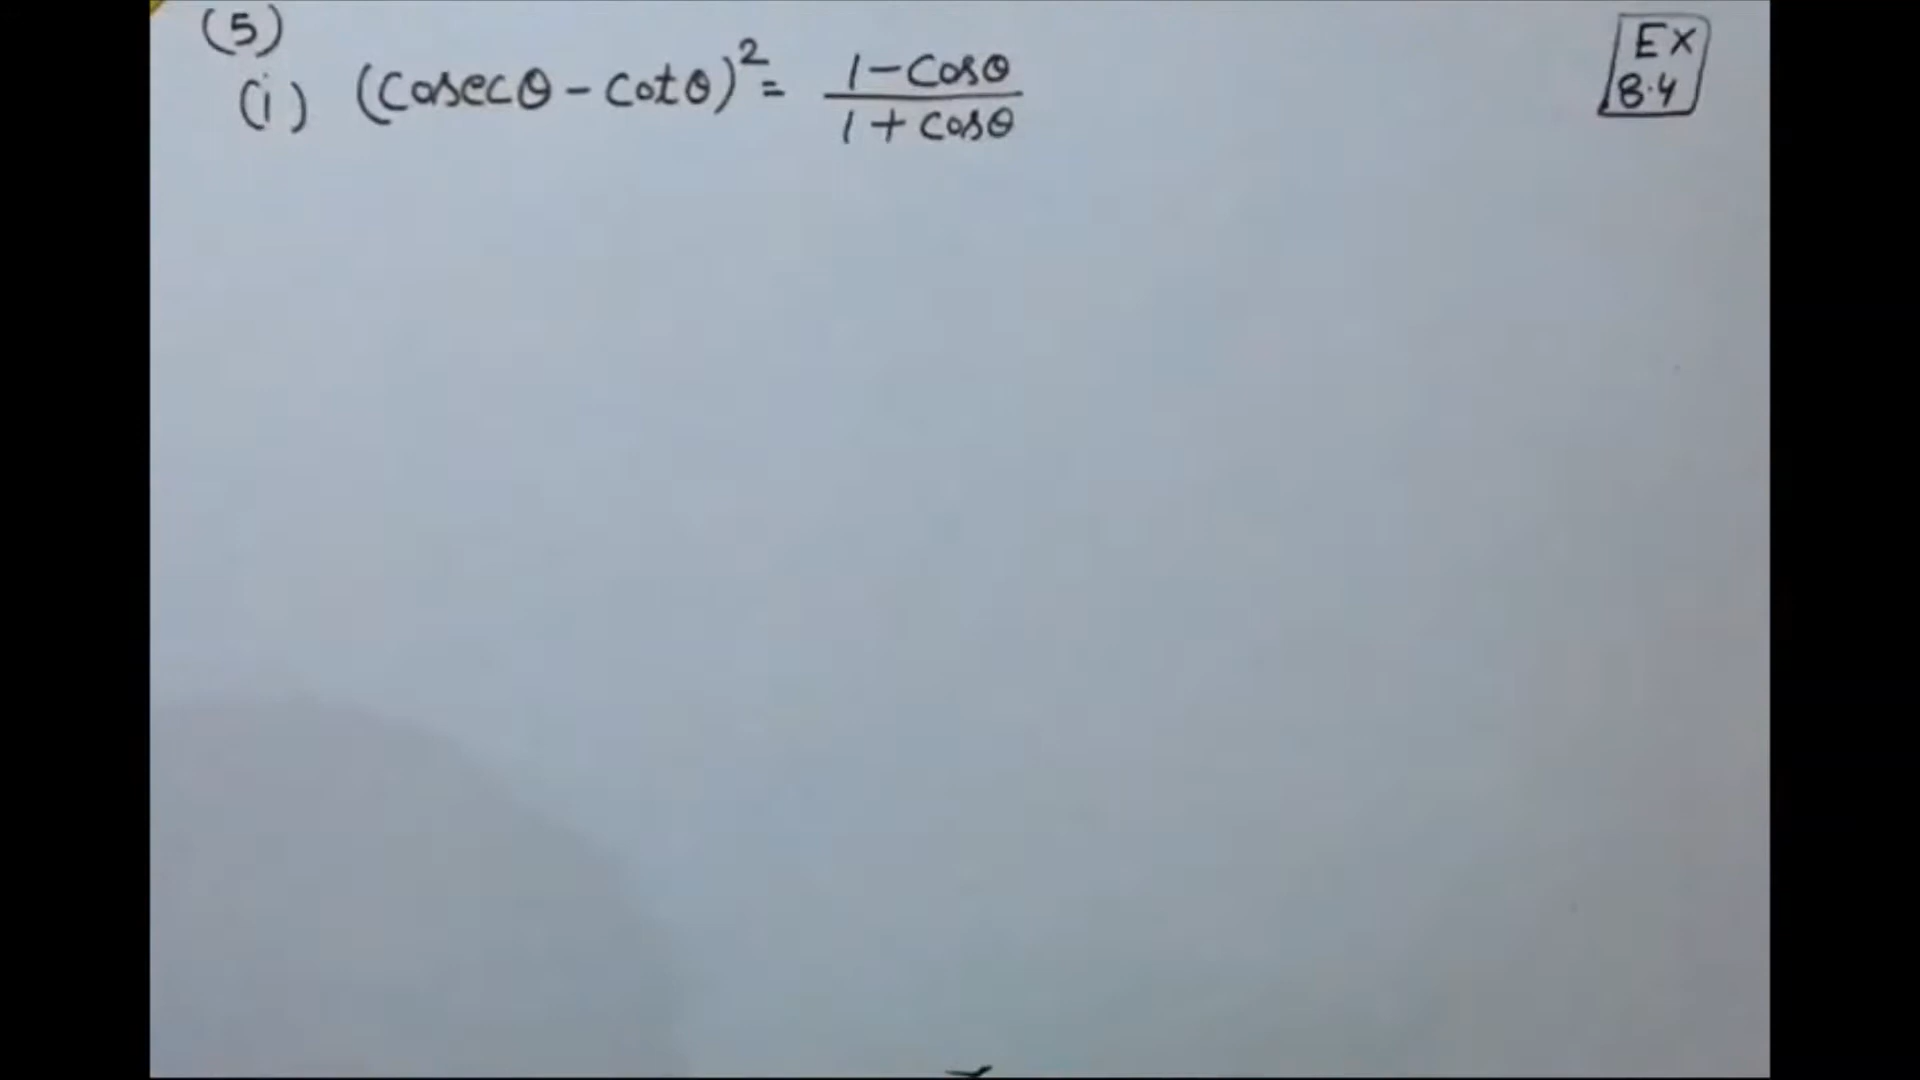 (5)
(i) (cosecθ - cotθ)² = (1 - cosθ)/(1 + cosθ)
EX
8.4